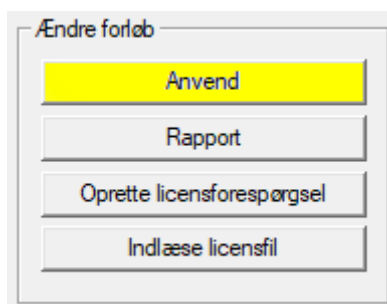 Ændre forløb
Anvend
Rapport
Oprette licensforespørgsel
Indlæse licensfil